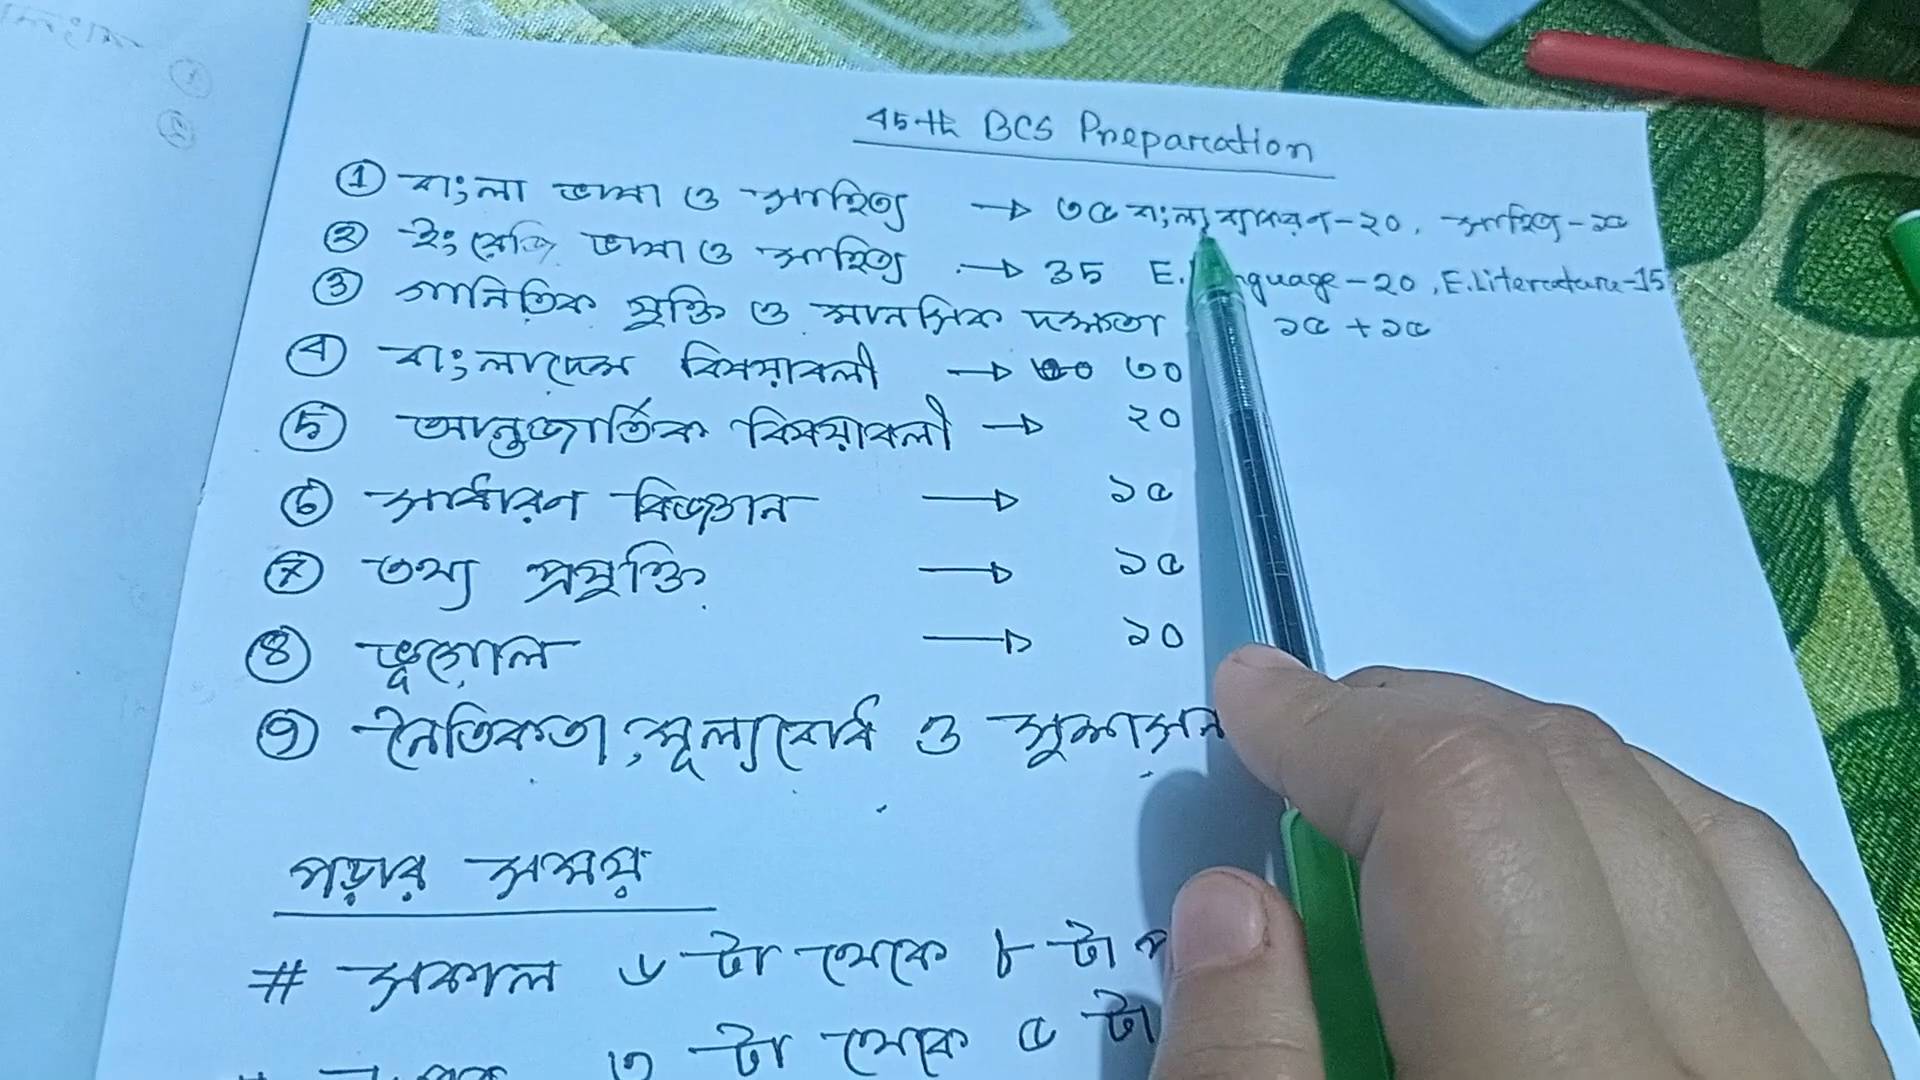 45th BCS Preparation
① বাংলা ভাষা ও সাহিত্য → ৩৫ বাংলা ব্যাকরণ-20, সাহিত্য-১৫
② ইংরেজি ভাষা ও সাহিত্য → 35 E. Language-20, E.Literature-15
③ গানিতিক যুক্তি ও মানসিক দক্ষতা ১৫ + ১৫
④ বাংলাদেশ বিষয়াবলী → ৩০
⑤ আন্তর্জাতিক বিষয়াবলী → ২০
⑥ সাধারণ বিজ্ঞান → ১৫
⑦ তথ্য প্রযুক্তি → ১৫
⑧ ভূগোল → ১০
⑨ নৈতিকতা, মূল্যবোধ ও সুশাসন
পড়ার সময়
# সকাল ৬ টা থেকে ৮ টা
৩ টা থেকে ৫ টা